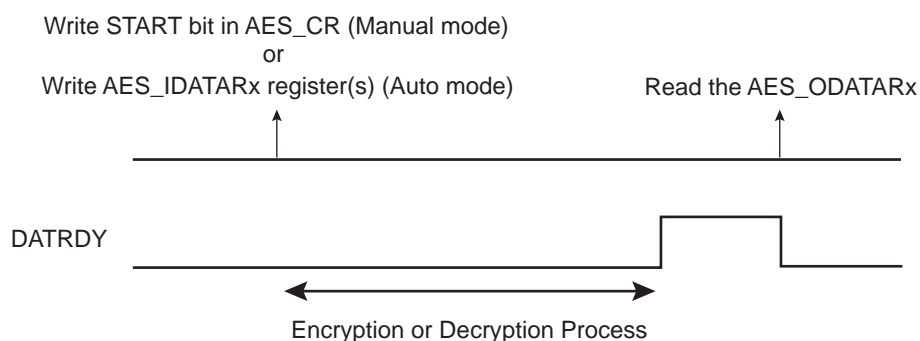 Write START bit in AES_CR (Manual mode)
or
Write AES_IDATARx register(s) (Auto mode)
Read the AES_ODATARx
DATRDY
Encryption or Decryption Process